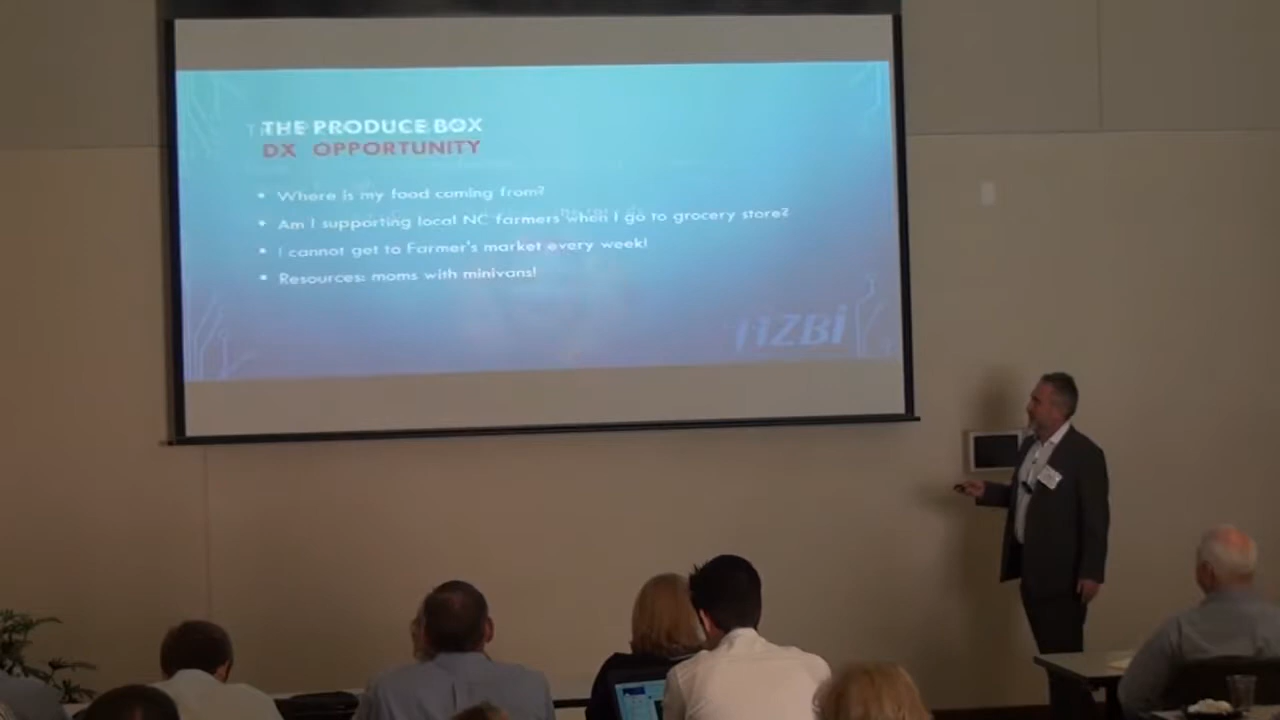 THE PRODUCE BOX
DX OPPORTUNITY
• Where is my food coming from?
• Am I supporting local NC farmers when I go to grocery store?
• I cannot get to Farmer's market every week!
• Resources: moms with minivans!